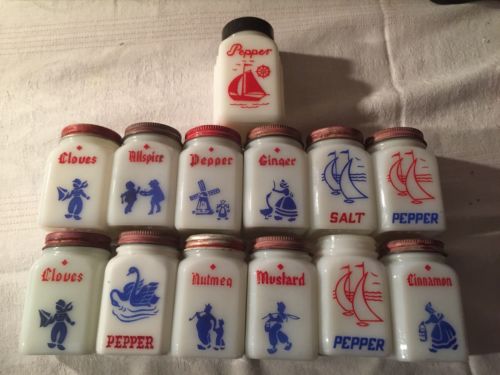 Pepper
Cloves
Allspice
Pepper
Ginger
SALT
PEPPER
Cloves
PEPPER
Nutmeg
Mustard
PEPPER
Cinnamon